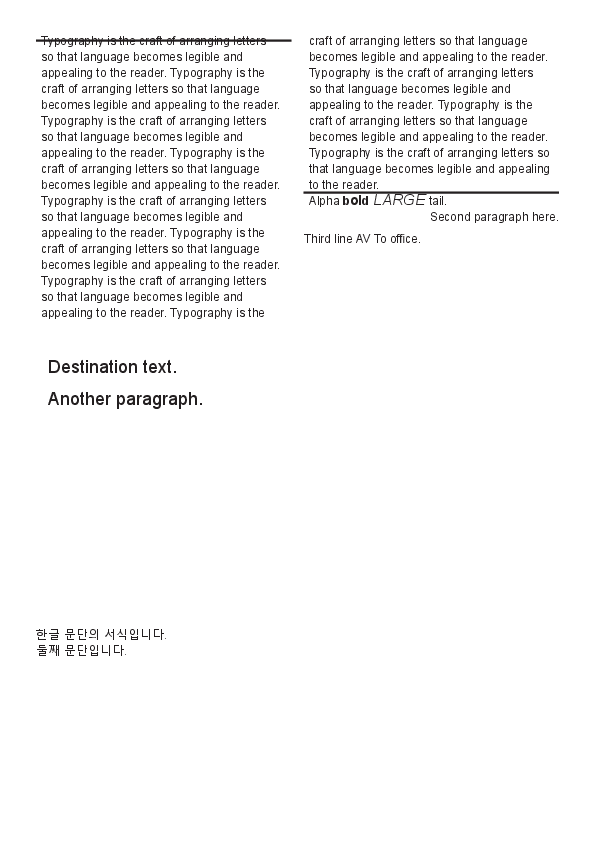 Typography is the craft of arranging letters
so that language becomes legible and
appealing to the reader. Typography is the
craft of arranging letters so that language
becomes legible and appealing to the reader.
Typography is the craft of arranging letters
so that language becomes legible and
appealing to the reader. Typography is the
craft of arranging letters so that language
becomes legible and appealing to the reader.
Typography is the craft of arranging letters
so that language becomes legible and
appealing to the reader. Typography is the
craft of arranging letters so that language
becomes legible and appealing to the reader.
Typography is the craft of arranging letters
so that language becomes legible and
appealing to the reader. Typography is the
craft of arranging letters so that language
becomes legible and appealing to the reader.
Typography is the craft of arranging letters
so that language becomes legible and
appealing to the reader. Typography is the
craft of arranging letters so that language
becomes legible and appealing to the reader.
Typography is the craft of arranging letters so
that language becomes legible and appealing
to the reader.
Alpha bold LARGE tail.
Second paragraph here.
Third line AV To office.
Destination text.
Another paragraph.
한글 문단의 서식입니다.
둘째 문단입니다.